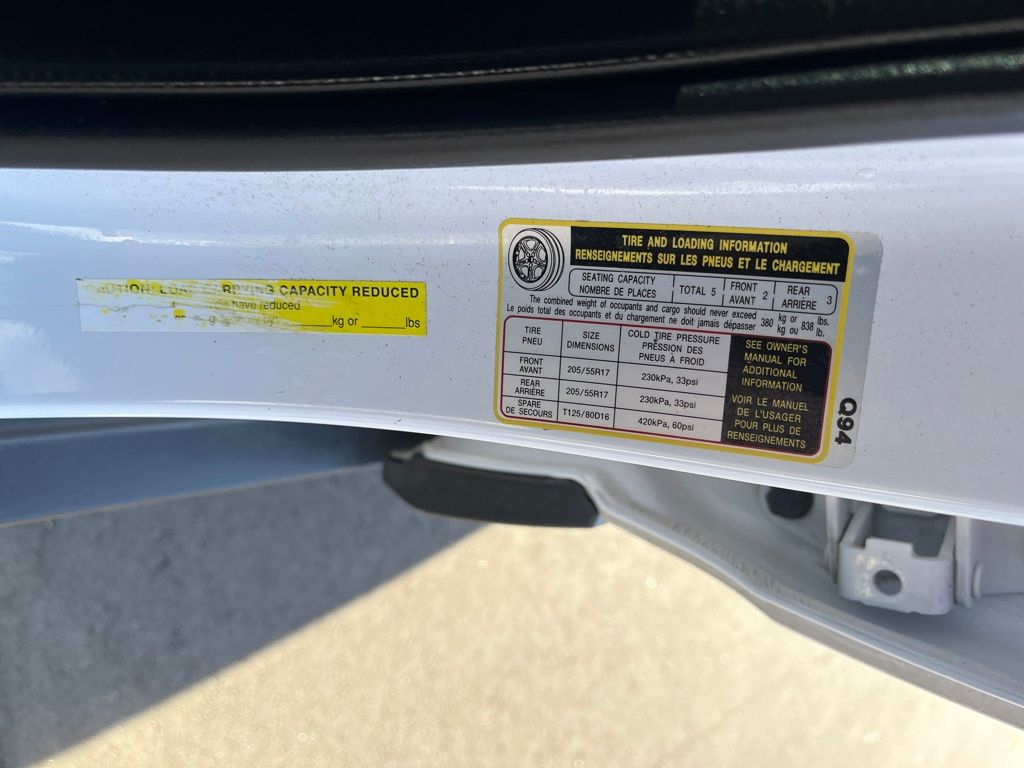 CARRYING CAPACITY REDUCED
have reduced
kg or ______lbs
TIRE AND LOADING INFORMATION
RENSEIGNEMENTS SUR LES PNEUS ET LE CHARGEMENT
SEATING CAPACITY
NOMBRE DE PLACES
TOTAL 5
FRONT
AVANT 2
REAR
ARRIÈRE 3
The combined weight of occupants and cargo should never exceed 380 kg or 838 lbs.
Le poids total des occupants et du chargement ne doit jamais dépasser 380 kg ou 838 lb.
TIRE
PNEU
SIZE
DIMENSIONS
COLD TIRE PRESSURE
PRESSION DES
PNEUS À FROID
FRONT
AVANT
205/55R17
230kPa, 33psi
REAR
ARRIÈRE
205/55R17
230kPa, 33psi
SPARE
DE SECOURS
T125/80D16
420kPa, 60psi
SEE OWNER'S
MANUAL FOR
ADDITIONAL
INFORMATION
VOIR LE MANUEL
DE L'USAGER
POUR PLUS DE
RENSEIGNEMENTS
Q94